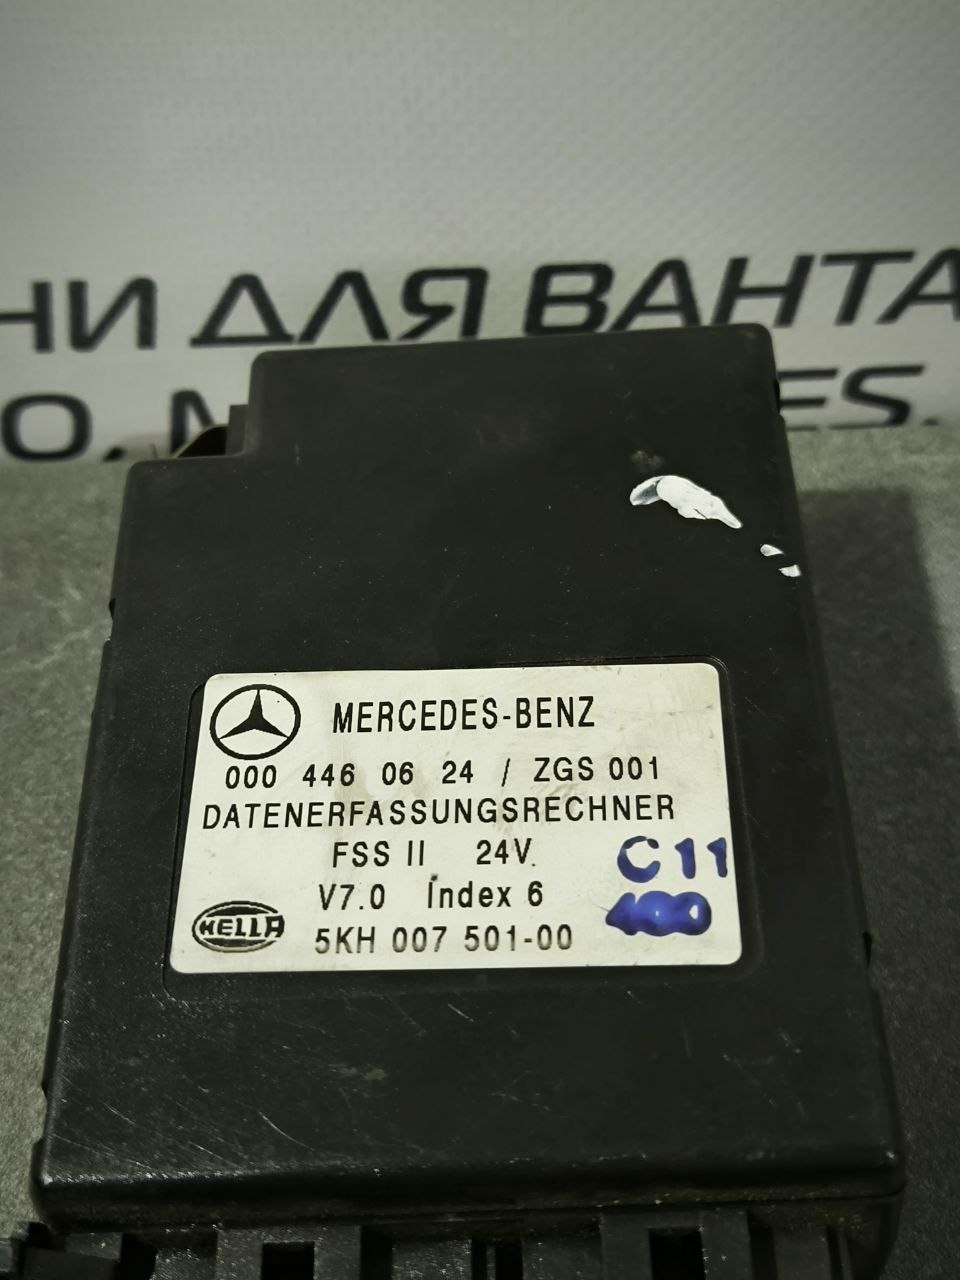 НИ ДЛЯ ВАНТА
О, M ES.
MERCEDES-BENZ
000 446 06 24 / ZGS 001
DATENERFASSUNGSRECHNER
FSS II 24V
V7.0 Index 6
5KH 007 501-00
HELLA
C11